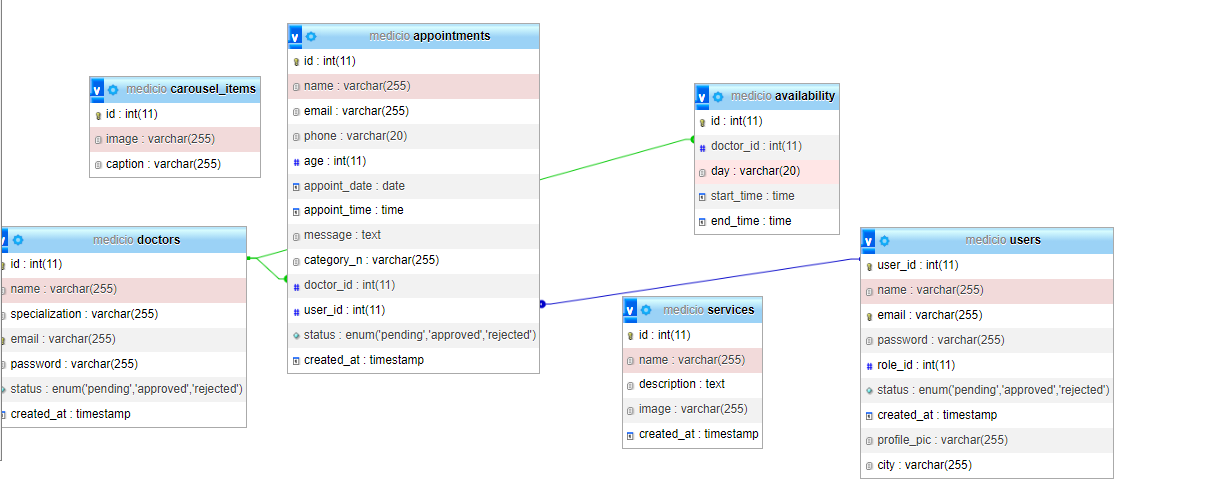 medicio carousel_items
id : int(11)
image : varchar(255)
caption : varchar(255)
medicio doctors
id : int(11)
name : varchar(255)
specialization : varchar(255)
email : varchar(255)
password : varchar(255)
status : enum('pending','approved','rejected')
created_at : timestamp
medicio appointments
id : int(11)
name : varchar(255)
email : varchar(255)
phone : varchar(20)
age : int(11)
appoint_date : date
appoint_time : time
message : text
category_n : varchar(255)
doctor_id : int(11)
user_id : int(11)
status : enum('pending','approved','rejected')
created_at : timestamp
medicio availability
id : int(11)
doctor_id : int(11)
day : varchar(20)
start_time : time
end_time : time
medicio services
id : int(11)
name : varchar(255)
description : text
image : varchar(255)
created_at : timestamp
medicio users
user_id : int(11)
name : varchar(255)
email : varchar(255)
password : varchar(255)
role_id : int(11)
status : enum('pending','approved','rejected')
created_at : timestamp
profile_pic : varchar(255)
city : varchar(255)